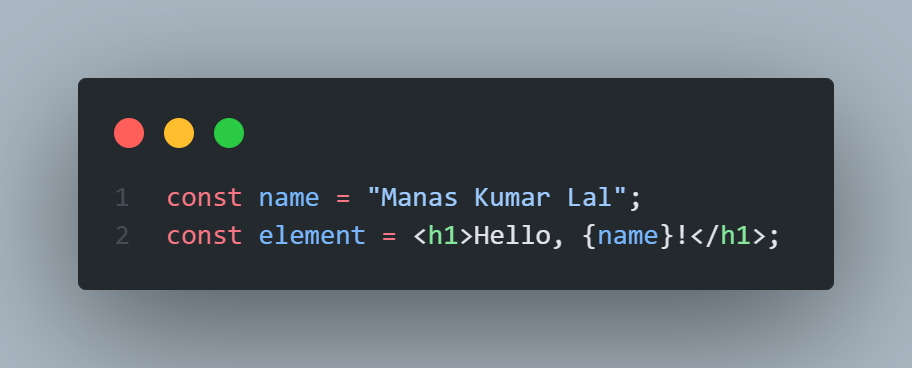 1 const name = "Manas Kumar Lal";
2 const element = <h1>Hello, {name}!</h1>;